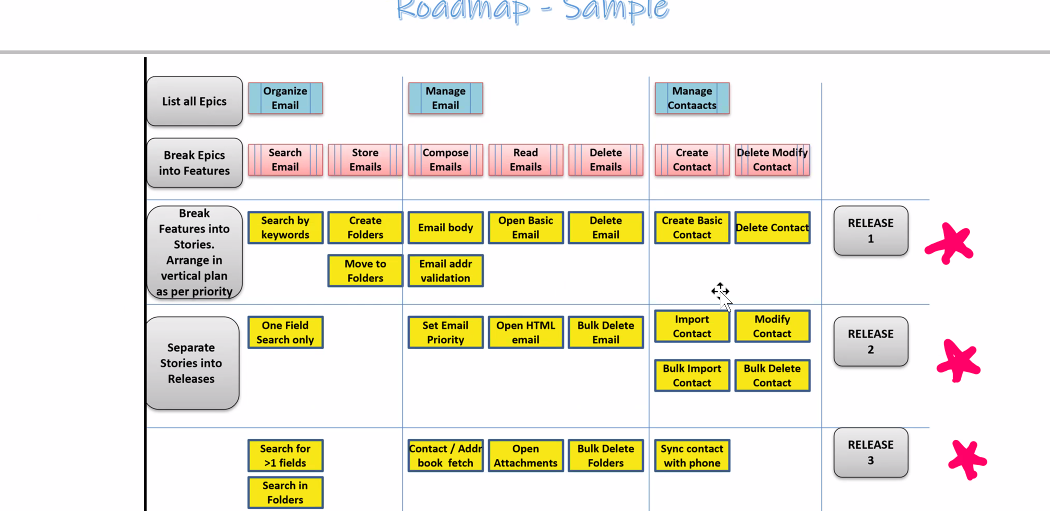 Roadmap - Sample
List all Epics
Organize
Email
Manage
Email
Manage
Contaacts
Break Epics
into Features
Search
Email
Store
Emails
Compose
Emails
Read
Emails
Delete
Emails
Create
Contact
Delete Modify
Contact
Break
Features into
Stories.
Arrange in
vertical plan
as per priority
Search by
keywords
Create
Folders
Email body
Open Basic
Email
Delete
Email
Create Basic
Contact
Delete Contact
RELEASE
1
Move to
Folders
Email addr
validation
Separate
Stories into
Releases
One Field
Search only
Set Email
Priority
Open HTML
email
Bulk Delete
Email
Import
Contact
Modify
Contact
RELEASE
2
Bulk Import
Contact
Bulk Delete
Contact
Search for
>1 fields
Contact / Addr
book fetch
Open
Attachments
Bulk Delete
Folders
Sync contact
with phone
RELEASE
3
Search in
Folders